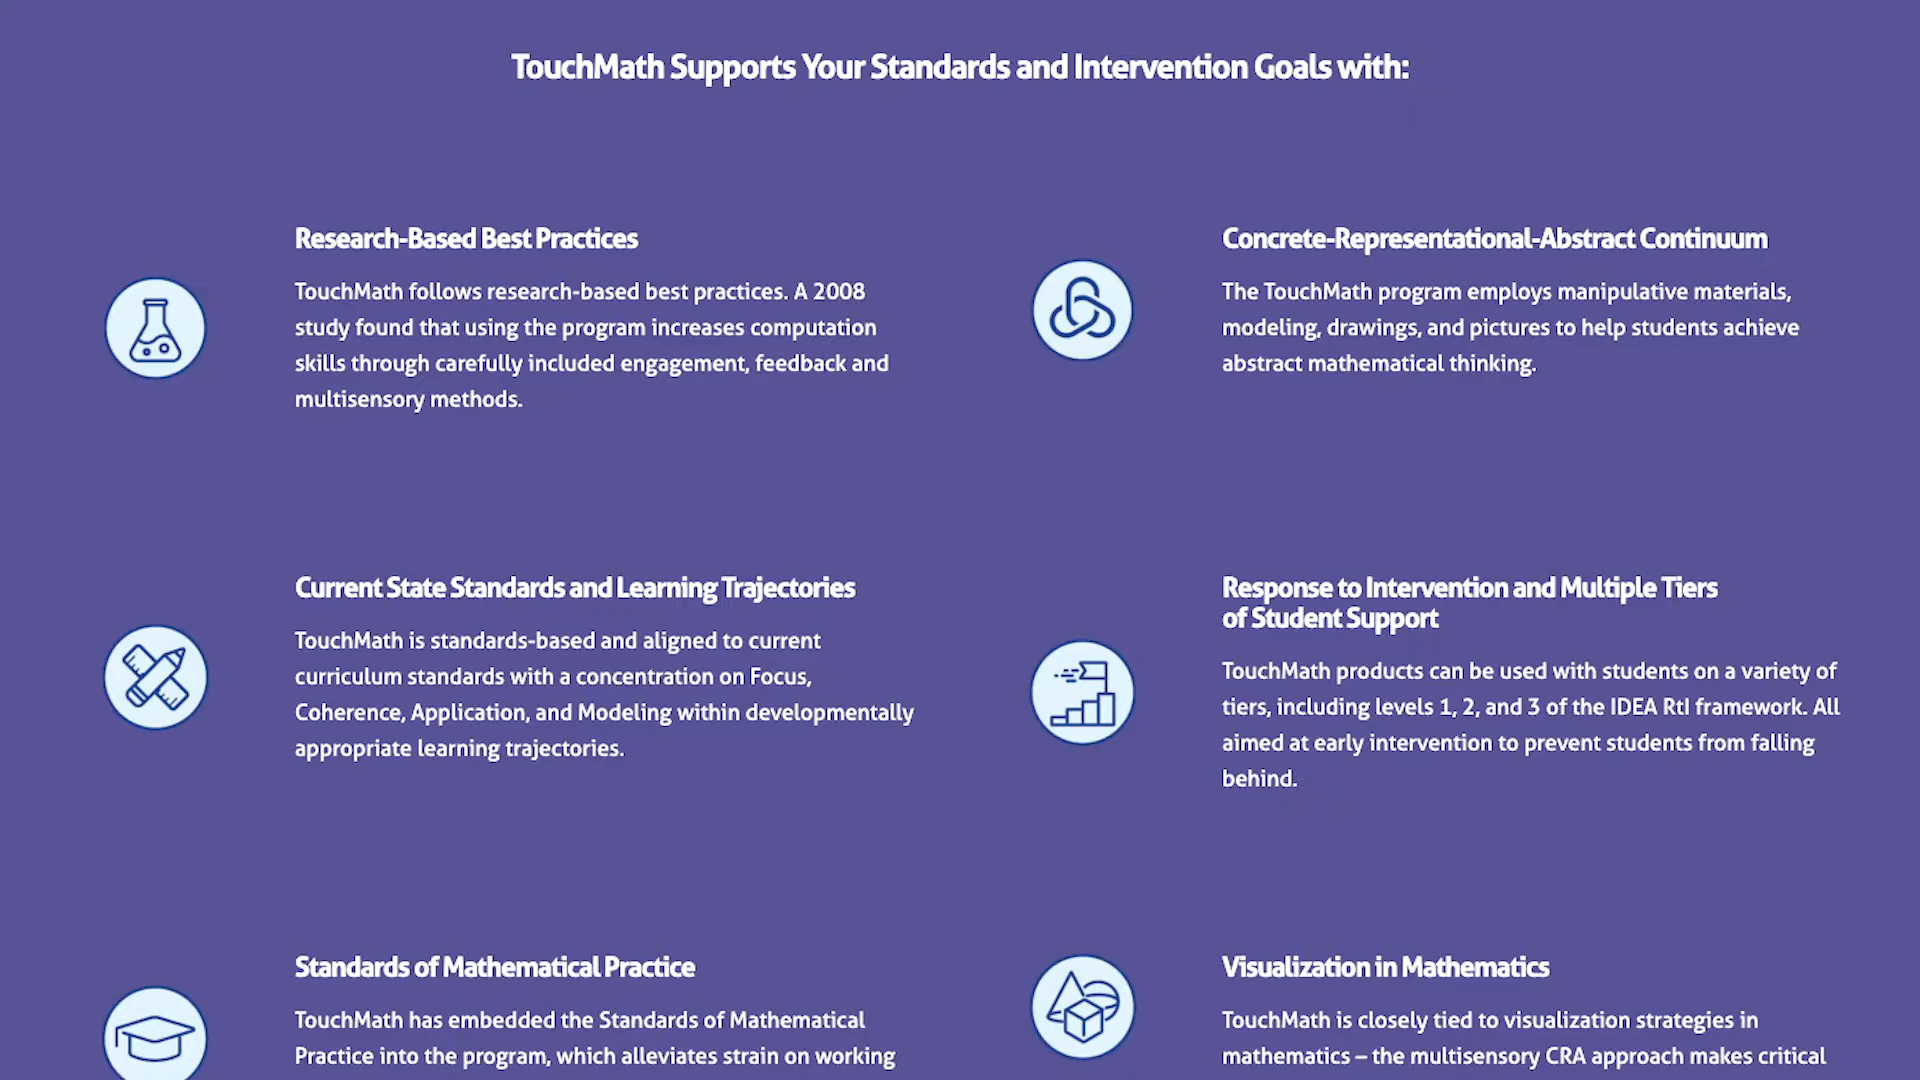 TouchMath Supports Your Standards and Intervention Goals with:
Research-Based Best Practices
TouchMath follows research-based best practices. A 2008
study found that using the program increases computation
skills through carefully included engagement, feedback and
multisensory methods.
Concrete-Representational-Abstract Continuum
The TouchMath program employs manipulative materials,
modeling, drawings, and pictures to help students achieve
abstract mathematical thinking.
Current State Standards and Learning Trajectories
TouchMath is standards-based and aligned to current
curriculum standards with a concentration on Focus,
Coherence, Application, and Modeling within developmentally
appropriate learning trajectories.
Response to Intervention and Multiple Tiers
of Student Support
TouchMath products can be used with students on a variety of
tiers, including levels 1, 2, and 3 of the IDEA RtI framework. All
aimed at early intervention to prevent students from falling
behind.
Standards of Mathematical Practice
TouchMath has embedded the Standards of Mathematical
Practice into the program, which alleviates strain on working
Visualization in Mathematics
TouchMath is closely tied to visualization strategies in
mathematics – the multisensory CRA approach makes critical